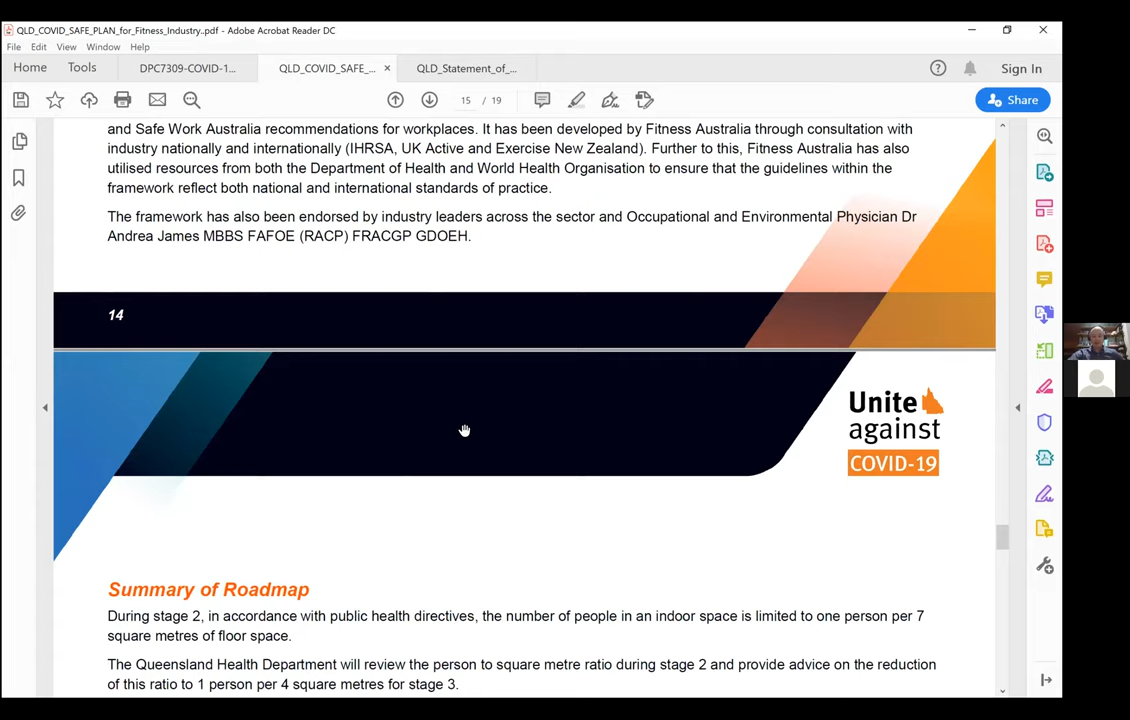 QLD_COVID_SAFE_PLAN_for_Fitness_Industry..pdf - Adobe Acrobat Reader DC
File Edit View Window Help
Home Tools DPC7309-COVID-1... QLD_COVID_SAFE_... × QLD_Statement_of_... Sign In
15 / 19 Share
and Safe Work Australia recommendations for workplaces. It has been developed by Fitness Australia through consultation with
industry nationally and internationally (IHRSA, UK Active and Exercise New Zealand). Further to this, Fitness Australia has also
utilised resources from both the Department of Health and World Health Organisation to ensure that the guidelines within the
framework reflect both national and international standards of practice.
The framework has also been endorsed by industry leaders across the sector and Occupational and Environmental Physician Dr
Andrea James MBBS FAFOE (RACP) FRACGP GDOEH.
14
Unite
against
COVID-19
Summary of Roadmap
During stage 2, in accordance with public health directives, the number of people in an indoor space is limited to one person per 7
square metres of floor space.
The Queensland Health Department will review the person to square metre ratio during stage 2 and provide advice on the reduction
of this ratio to 1 person per 4 square metres for stage 3.